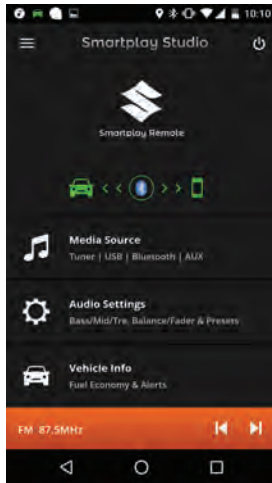 10:10
Smartplay Studio
Smartplay Remote
Media Source
Tuner | USB | Bluetooth | AUX
Audio Settings
Bass/Mid/Tre. Balance/Fader & Presets
Vehicle Info
Fuel Economy & Alerts
FM 87.5MHz